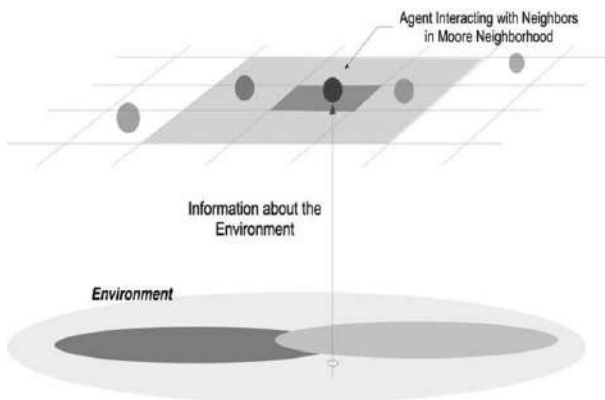 Agent Interacting with Neighbors
in Moore Neighborhood
Information about the
Environment
Environment